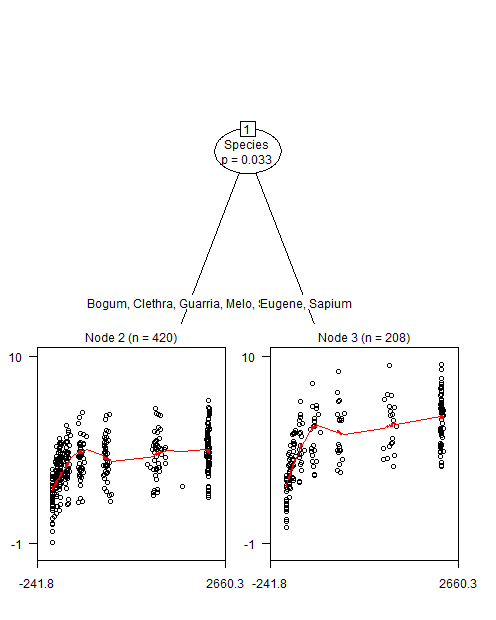 1
Species
p = 0.033
Bogum, Clethra, Guarria, Melo, Eugene, Sapium
Node 2 (n = 420)
Node 3 (n = 208)
10
10
-1
-1
-241.8
2660.3
-241.8
2660.3